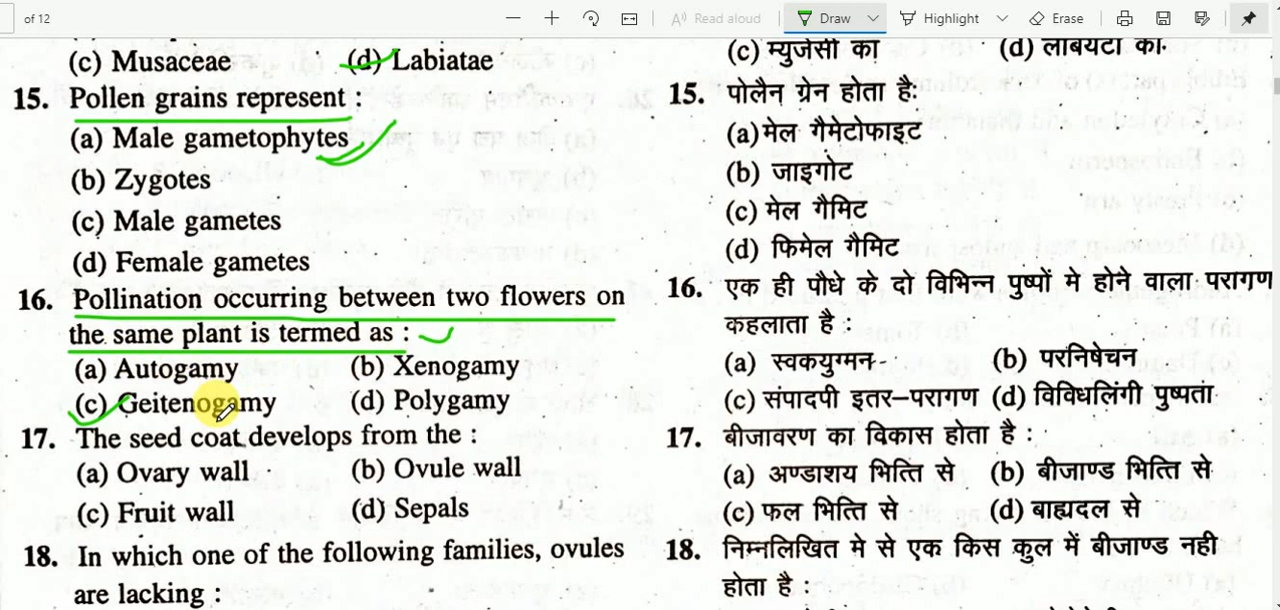 of 12
Read aloud
Draw
Highlight
Erase
(c) Musaceae (d) Labiatae
15. Pollen grains represent :
(a) Male gametophytes
(b) Zygotes
(c) Male gametes
(d) Female gametes
16. Pollination occurring between two flowers on
the same plant is termed as :
(a) Autogamy (b) Xenogamy
(c) Geitenogamy (d) Polygamy
17. The seed coat develops from the :
(a) Ovary wall (b) Ovule wall
(c) Fruit wall (d) Sepals
18. In which one of the following families, ovules
are lacking :
(c) म्युजेसी का (d) लाबियेटी का
15. पोलैन ग्रेन होता है:
(a) मेल गैमेटोफाइट
(b) जाइगोट
(c) मेल गैमिट
(d) फिमेल गैमिट
16. एक ही पौधे के दो विभिन्न पुष्पों मे होने वाला परागण
कहलाता है :
(a) स्वकयुग्मन (b) परंनिषेचन
(c) संपादपी इतर–परागण (d) विविधलिंगी पुष्पता
17. बीजावरण का विकास होता है :
(a) अण्डाशय भित्ति से (b) बीजाण्ड भित्ति से
(c) फल भित्ति से (d) बाह्यदल से
18. निम्नलिखित मे से एक किस कुल में बीजाण्ड नही
होता है :